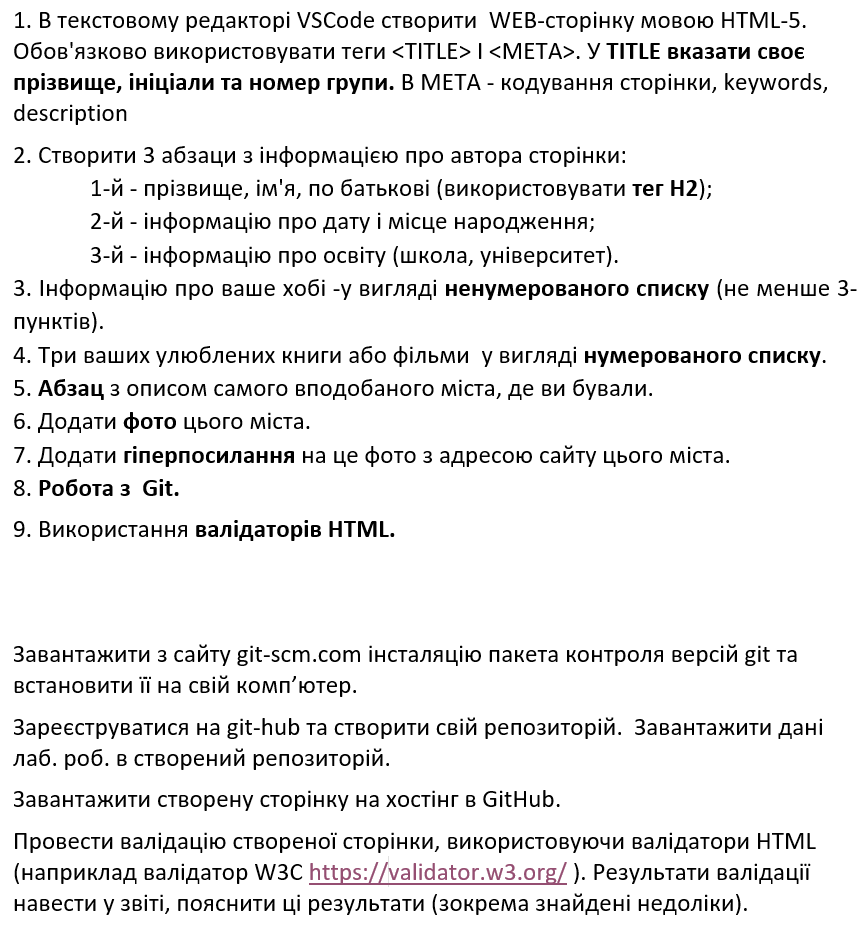 1. В текстовому редакторі VSCode створити  WEB-сторінку мовою HTML-5.
Обов'язково використовувати теги <TITLE> І <META>. У TITLE вказати своє
прізвище, ініціали та номер групи. В META - кодування сторінки, keywords,
description
2. Створити 3 абзаци з інформацією про автора сторінки:
1-й - прізвище, ім'я, по батькові (використовувати тег H2);
2-й - інформацію про дату і місце народження;
3-й - інформацію про освіту (школа, університет).
3. Інформацію про ваше хобі -у вигляді ненумерованого списку (не менше 3-
пунктів).
4. Три ваших улюблених книги або фільми  у вигляді нумерованого списку.
5. Абзац з описом самого вподобаного міста, де ви бували.
6. Додати фото цього міста.
7. Додати гіперпосилання на це фото з адресою сайту цього міста.
8. Робота з  Git.
9. Використання валідаторів HTML.
Завантажити з сайту git-scm.com інсталяцію пакета контроля версій git та
встановити її на свій комп’ютер.
Зареєструватися на git-hub та створити свій репозиторій.  Завантажити дані
лаб. роб. в створений репозиторій.
Завантажити створену сторінку на хостінг в GitHub.
Провести валідацію створеної сторінки, використовуючи валідатори HTML
(наприклад валідатор W3C https://validator.w3.org/ ). Результати валідації
навести у звіті, пояснити ці результати (зокрема знайдені недоліки).